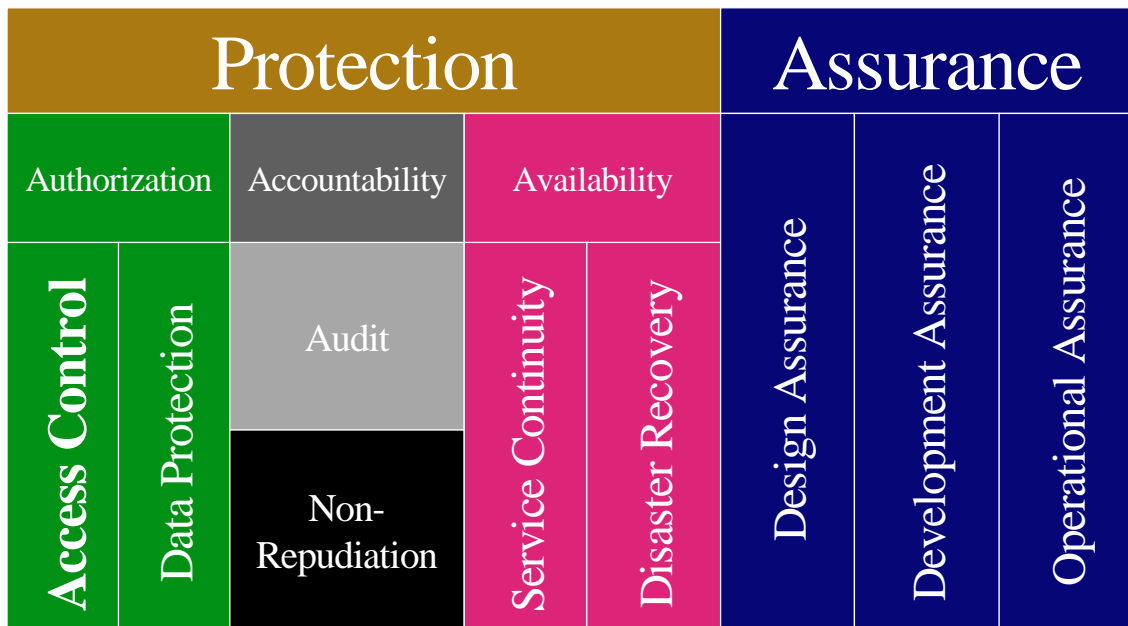 Protection
Assurance
Authorization
Accountability
Availability
Access Control
Data Protection
Audit
Non-
Repudiation
Service Continuity
Disaster Recovery
Design Assurance
Development Assurance
Operational Assurance